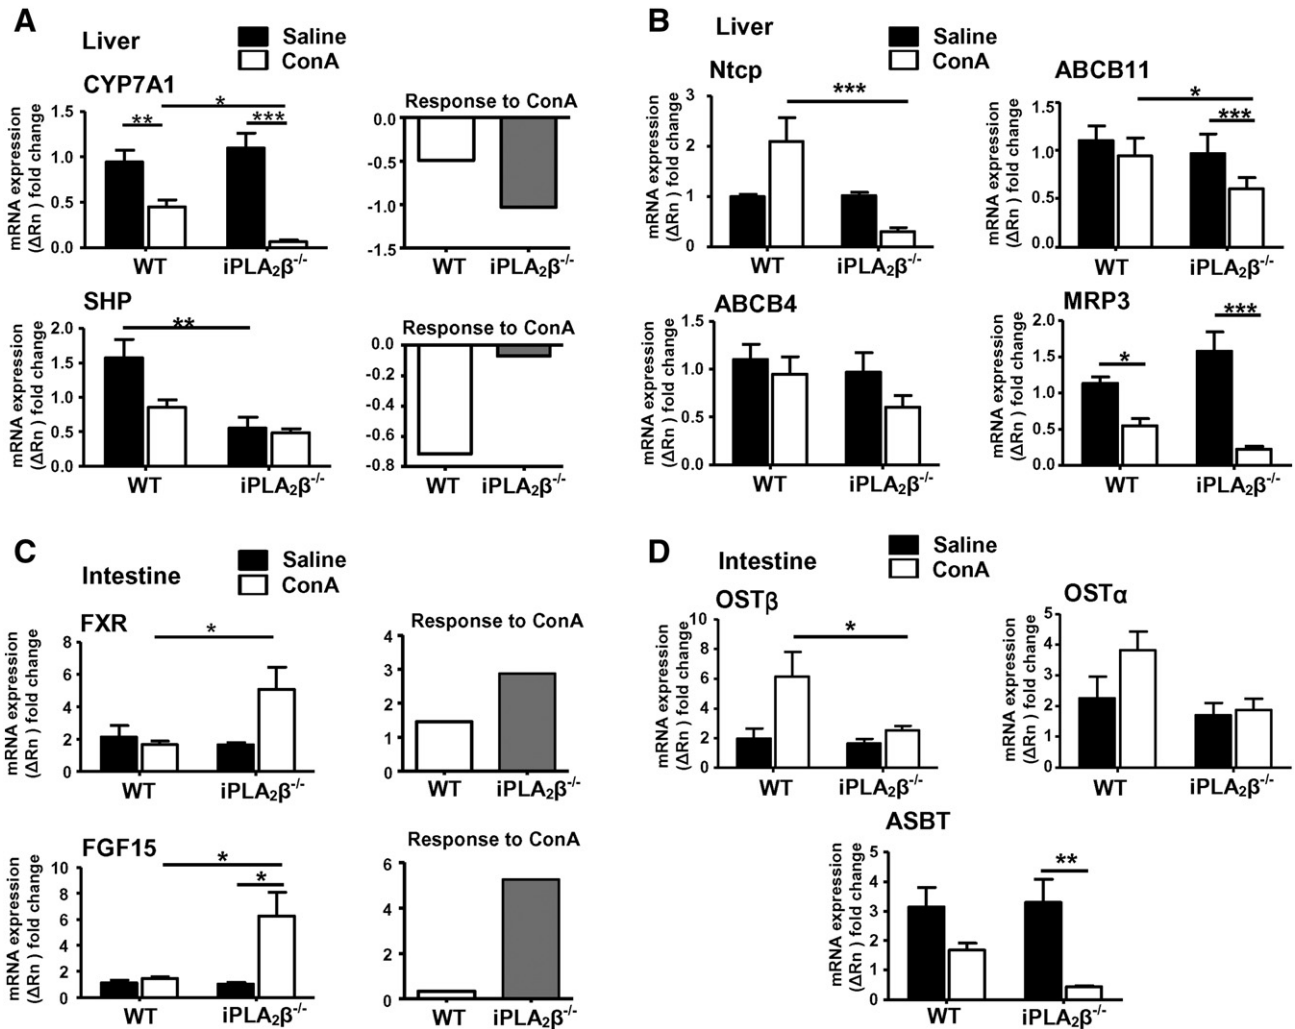 A
Liver
Saline
ConA
CYP7A1
mRNA expression
(ΔRn ) fold change
1.5
1.0
0.5
0.0
**
*
***
WT
iPLA₂β⁻/⁻
Response to ConA
0.0
-0.5
-1.0
-1.5
WT
iPLA₂β⁻/⁻
SHP
mRNA expression
(ΔRn ) fold change
2.0
1.5
1.0
0.5
0.0
**
WT
iPLA₂β⁻/⁻
Response to ConA
0.0
-0.2
-0.4
-0.6
-0.8
WT
iPLA₂β⁻/⁻
B
Liver
Saline
ConA
Ntcp
mRNA expression
(ΔRn ) fold change
3
2
1
0
***
WT
iPLA₂β⁻/⁻
ABCB11
mRNA expression
(ΔRn ) fold change
1.5
1.0
0.5
0.0
*
***
WT
iPLA₂β⁻/⁻
ABCB4
mRNA expression
(ΔRn ) fold change
1.5
1.0
0.5
0.0
WT
iPLA₂β⁻/⁻
MRP3
mRNA expression
(ΔRn ) fold change
2.0
1.5
1.0
0.5
0.0
*
***
WT
iPLA₂β⁻/⁻
C
Intestine
Saline
ConA
FXR
mRNA expression
(ΔRn ) fold change
8
6
4
2
0
*
WT
iPLA₂β⁻/⁻
Response to ConA
4
3
2
1
0
WT
iPLA₂β⁻/⁻
FGF15
mRNA expression
(ΔRn ) fold change
10
8
6
4
2
0
*
*
WT
iPLA₂β⁻/⁻
Response to ConA
6
4
2
0
WT
iPLA₂β⁻/⁻
D
Intestine
Saline
ConA
OSTβ
mRNA expression
(ΔRn ) fold change
10
8
6
4
2
0
*
WT
iPLA₂β⁻/⁻
OSTα
mRNA expression
(ΔRn ) fold change
5
4
3
2
1
0
WT
iPLA₂β⁻/⁻
ASBT
mRNA expression
(ΔRn ) fold change
5
4
3
2
1
0
**
WT
iPLA₂β⁻/⁻